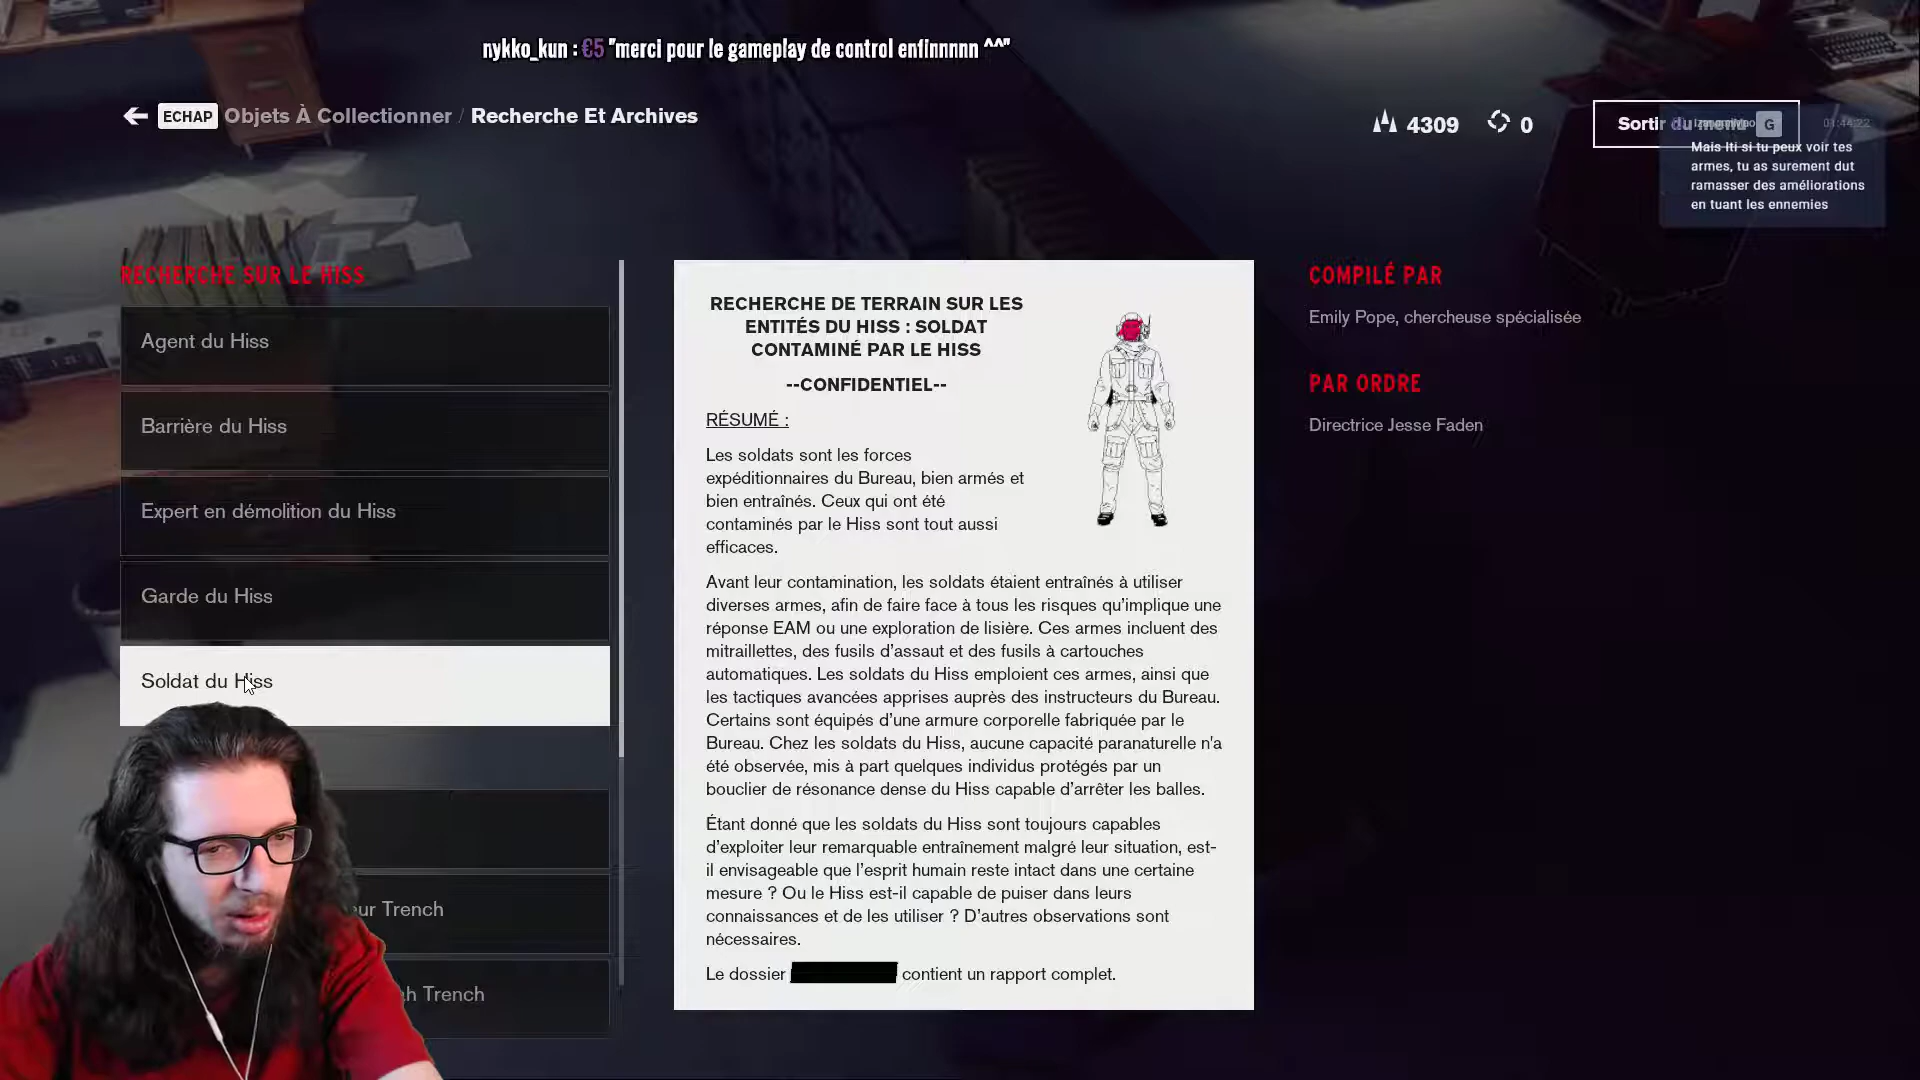 nykko_kun : €5 "merci pour le gameplay de control enfinnnnn ^^"
ECHAP Objets À Collectionner / Recherche Et Archives
4309
0
Sortir du menu G
01:44:22
Mais Iti si tu peux voir tes
armes, tu as surement dut
ramasser des améliorations
en tuant les ennemies
RECHERCHE SUR LE HISS
Agent du Hiss
Barrière du Hiss
Expert en démolition du Hiss
Garde du Hiss
Soldat du Hiss
eur Trench
h Trench
RECHERCHE DE TERRAIN SUR LES
ENTITÉS DU HISS : SOLDAT
CONTAMINÉ PAR LE HISS
--CONFIDENTIEL--
RÉSUMÉ :
Les soldats sont les forces
expéditionnaires du Bureau, bien armés et
bien entraînés. Ceux qui ont été
contaminés par le Hiss sont tout aussi
efficaces.
Avant leur contamination, les soldats étaient entraînés à utiliser
diverses armes, afin de faire face à tous les risques qu'implique une
réponse EAM ou une exploration de lisière. Ces armes incluent des
mitraillettes, des fusils d'assaut et des fusils à cartouches
automatiques. Les soldats du Hiss emploient ces armes, ainsi que
les tactiques avancées apprises auprès des instructeurs du Bureau.
Certains sont équipés d'une armure corporelle fabriquée par le
Bureau. Chez les soldats du Hiss, aucune capacité paranaturelle n'a
été observée, mis à part quelques individus protégés par un
bouclier de résonance dense du Hiss capable d'arrêter les balles.
Étant donné que les soldats du Hiss sont toujours capables
d'exploiter leur remarquable entraînement malgré leur situation, est-
il envisageable que l'esprit humain reste intact dans une certaine
mesure ? Ou le Hiss est-il capable de puiser dans leurs
connaissances et de les utiliser ? D'autres observations sont
nécessaires.
Le dossier contient un rapport complet.
COMPILÉ PAR
Emily Pope, chercheuse spécialisée
PAR ORDRE
Directrice Jesse Faden